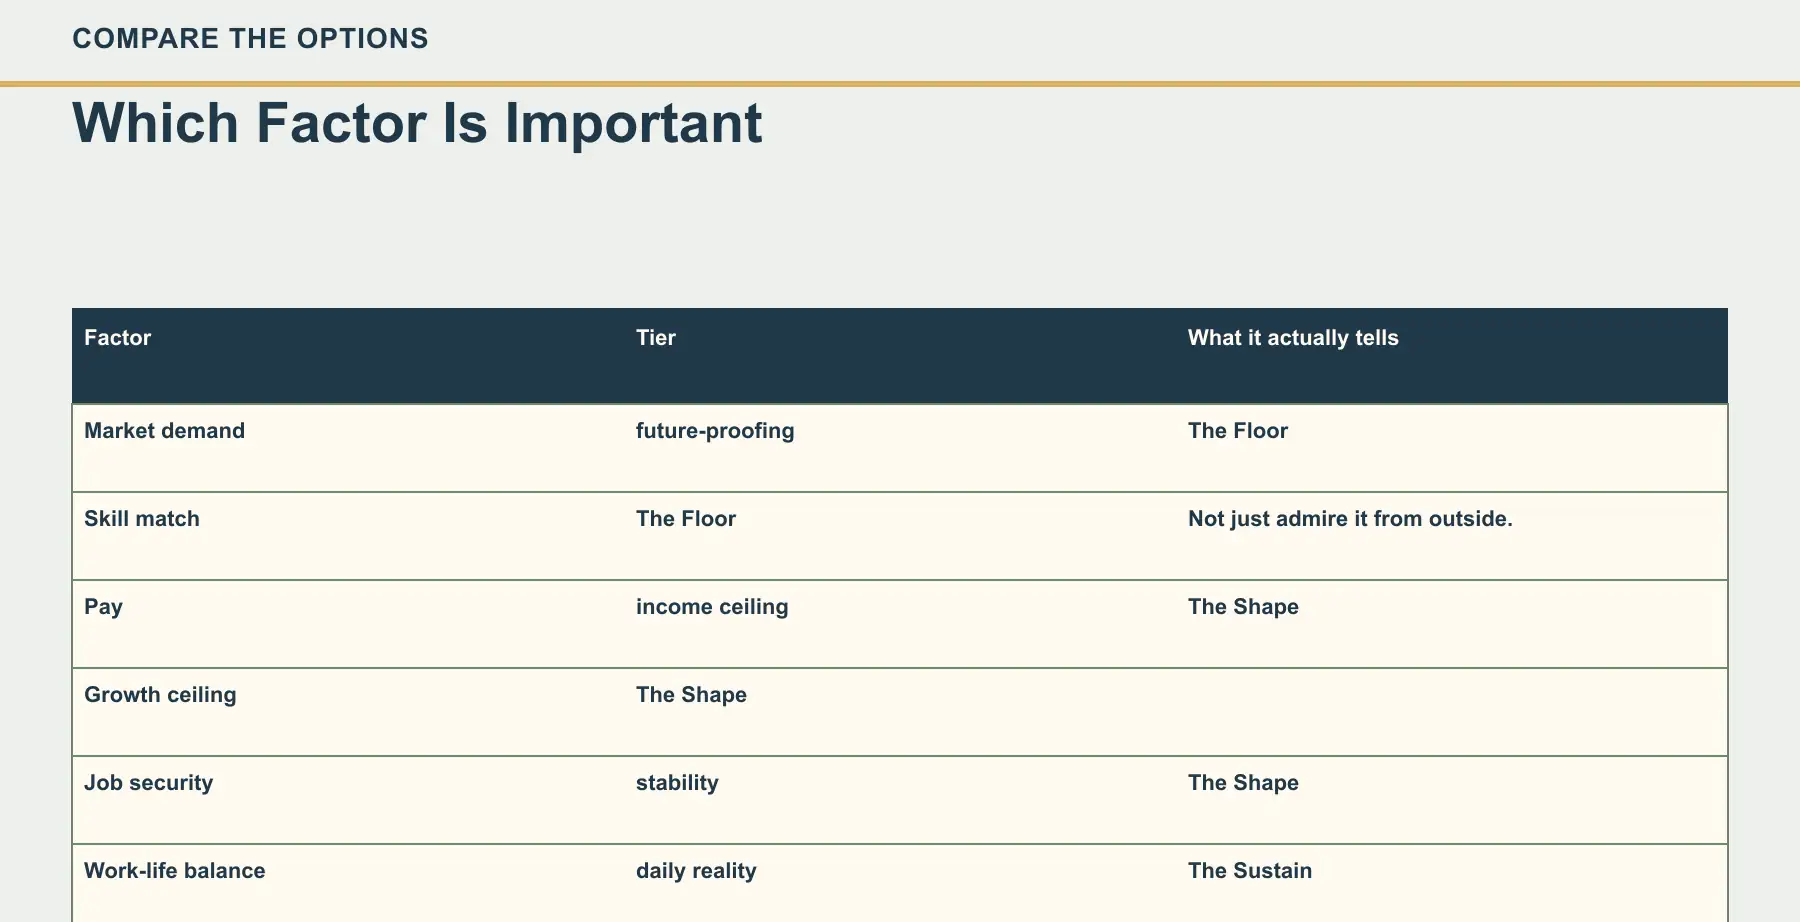 COMPARE THE OPTIONS
Which Factor Is Important
Factor Tier What it actually tells
Market demand future-proofing The Floor
Skill match The Floor Not just admire it from outside.
Pay income ceiling The Shape
Growth ceiling The Shape
Job security stability The Shape
Work-life balance daily reality The Sustain